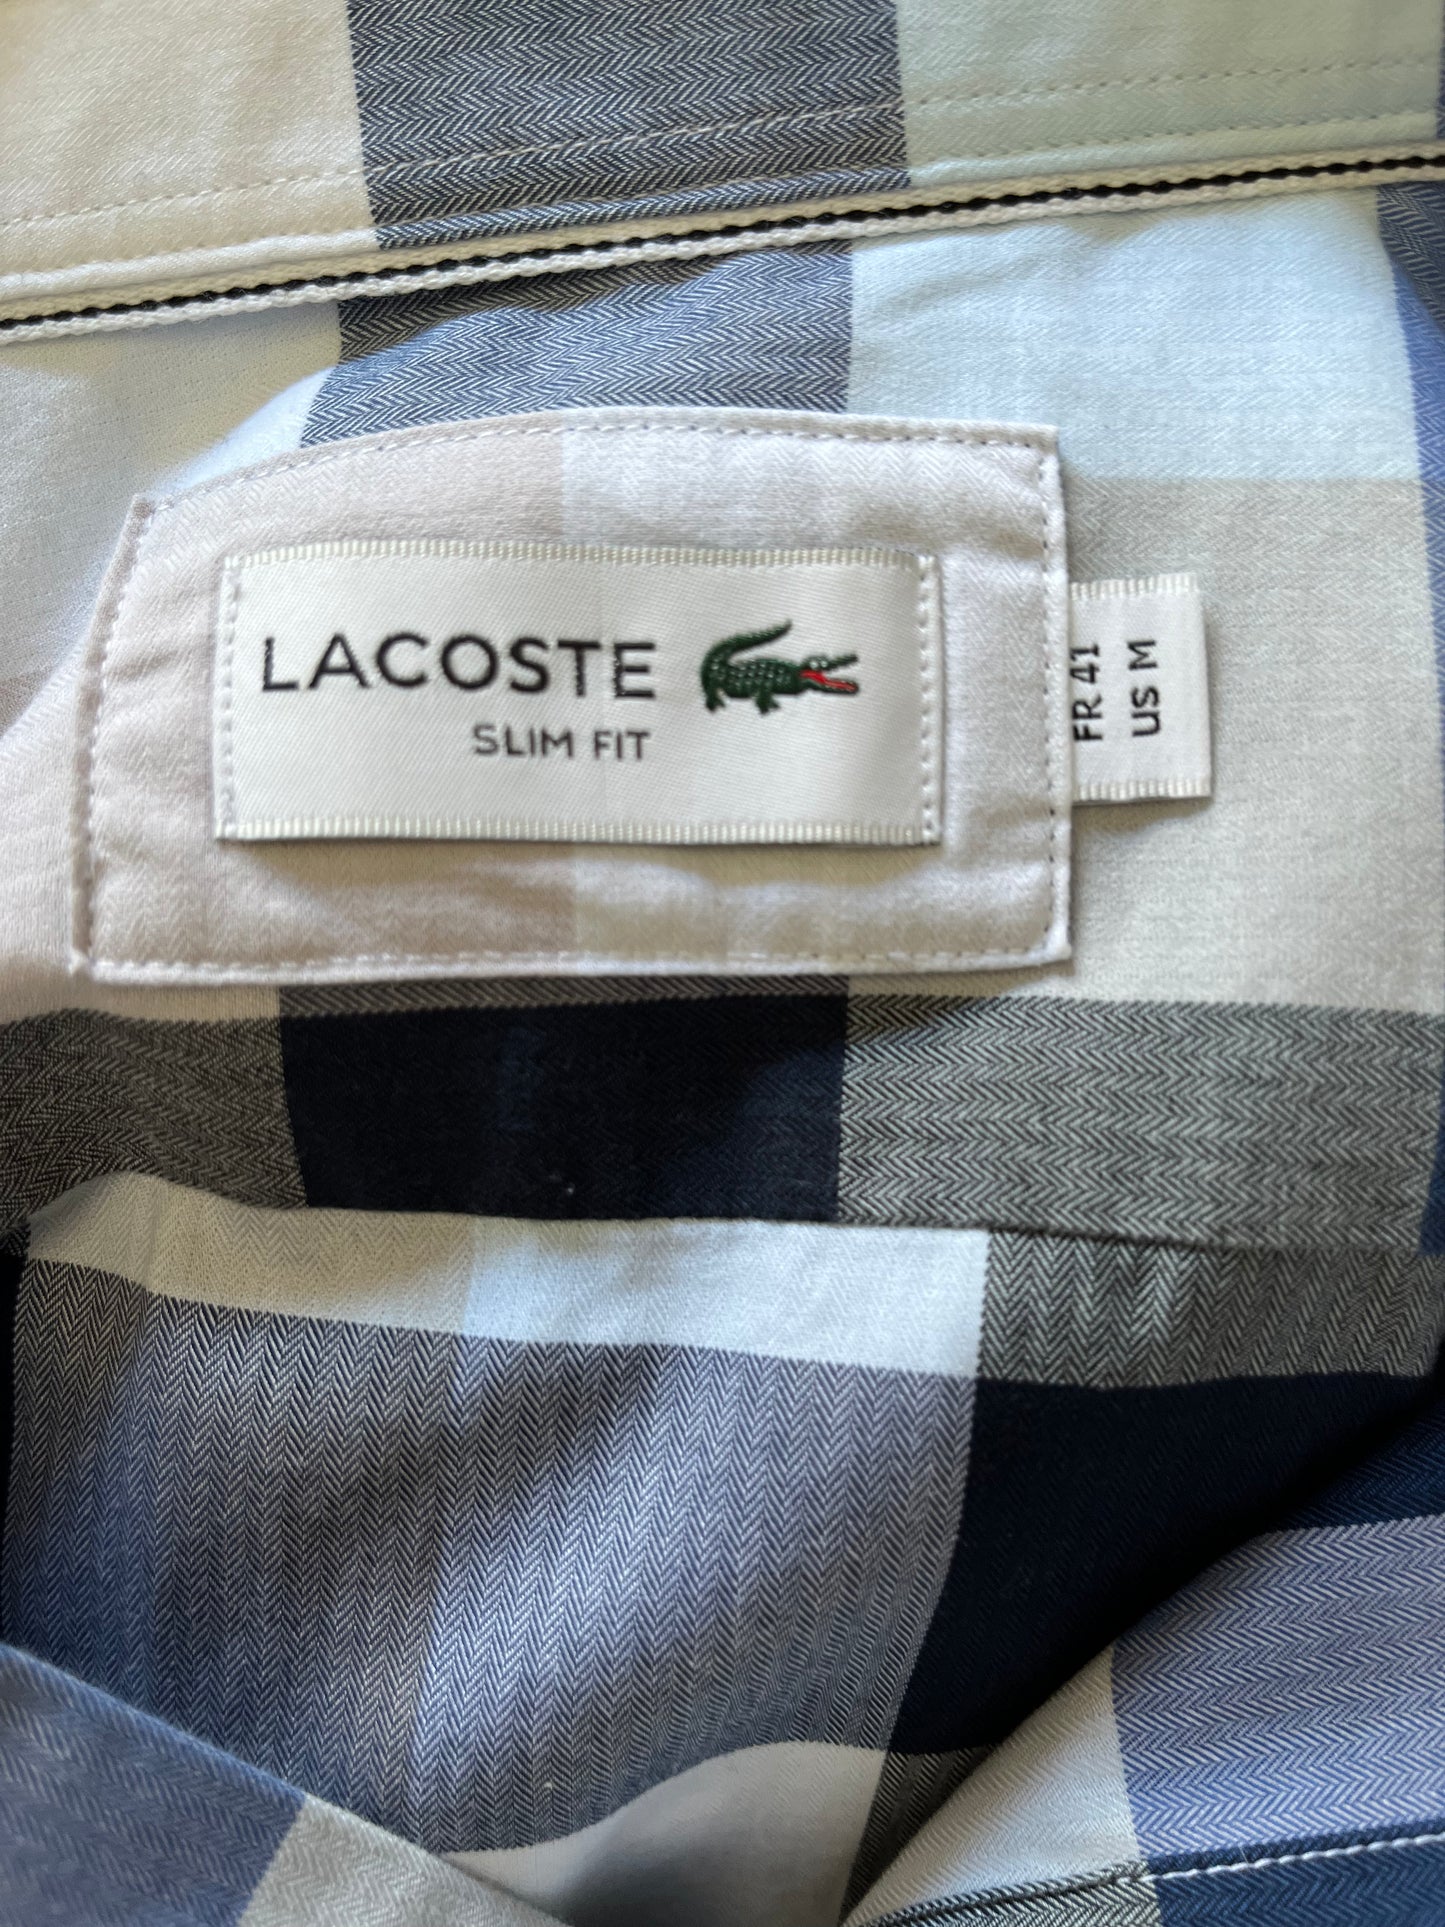 LACOSTE
SLIM FIT
FR 41
US M